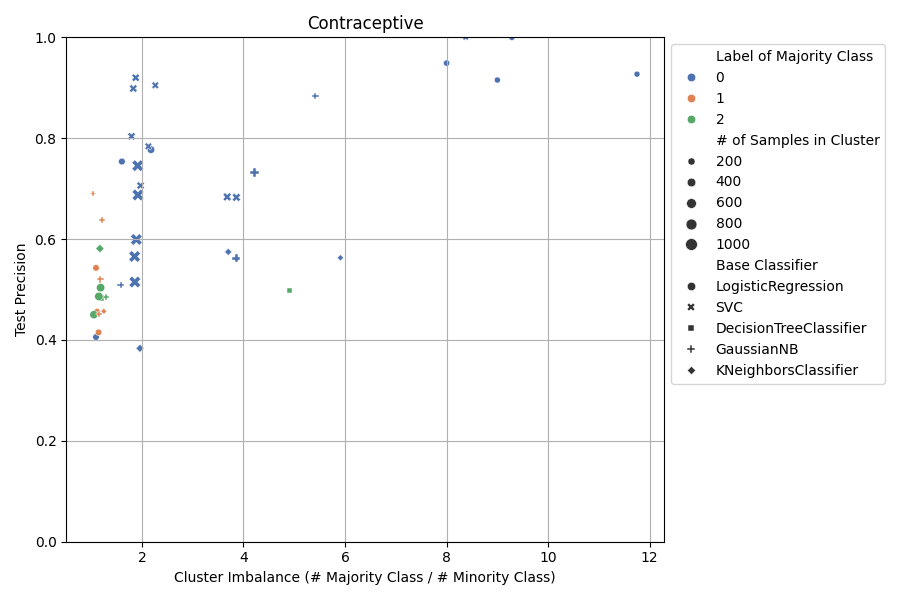 Contraceptive
1.0
0.8
0.6
0.4
0.2
0.0
Test Precision
2
4
6
8
10
12
Cluster Imbalance (# Majority Class / # Minority Class)
Label of Majority Class
0
1
2
# of Samples in Cluster
200
400
600
800
1000
Base Classifier
LogisticRegression
SVC
DecisionTreeClassifier
GaussianNB
KNeighborsClassifier